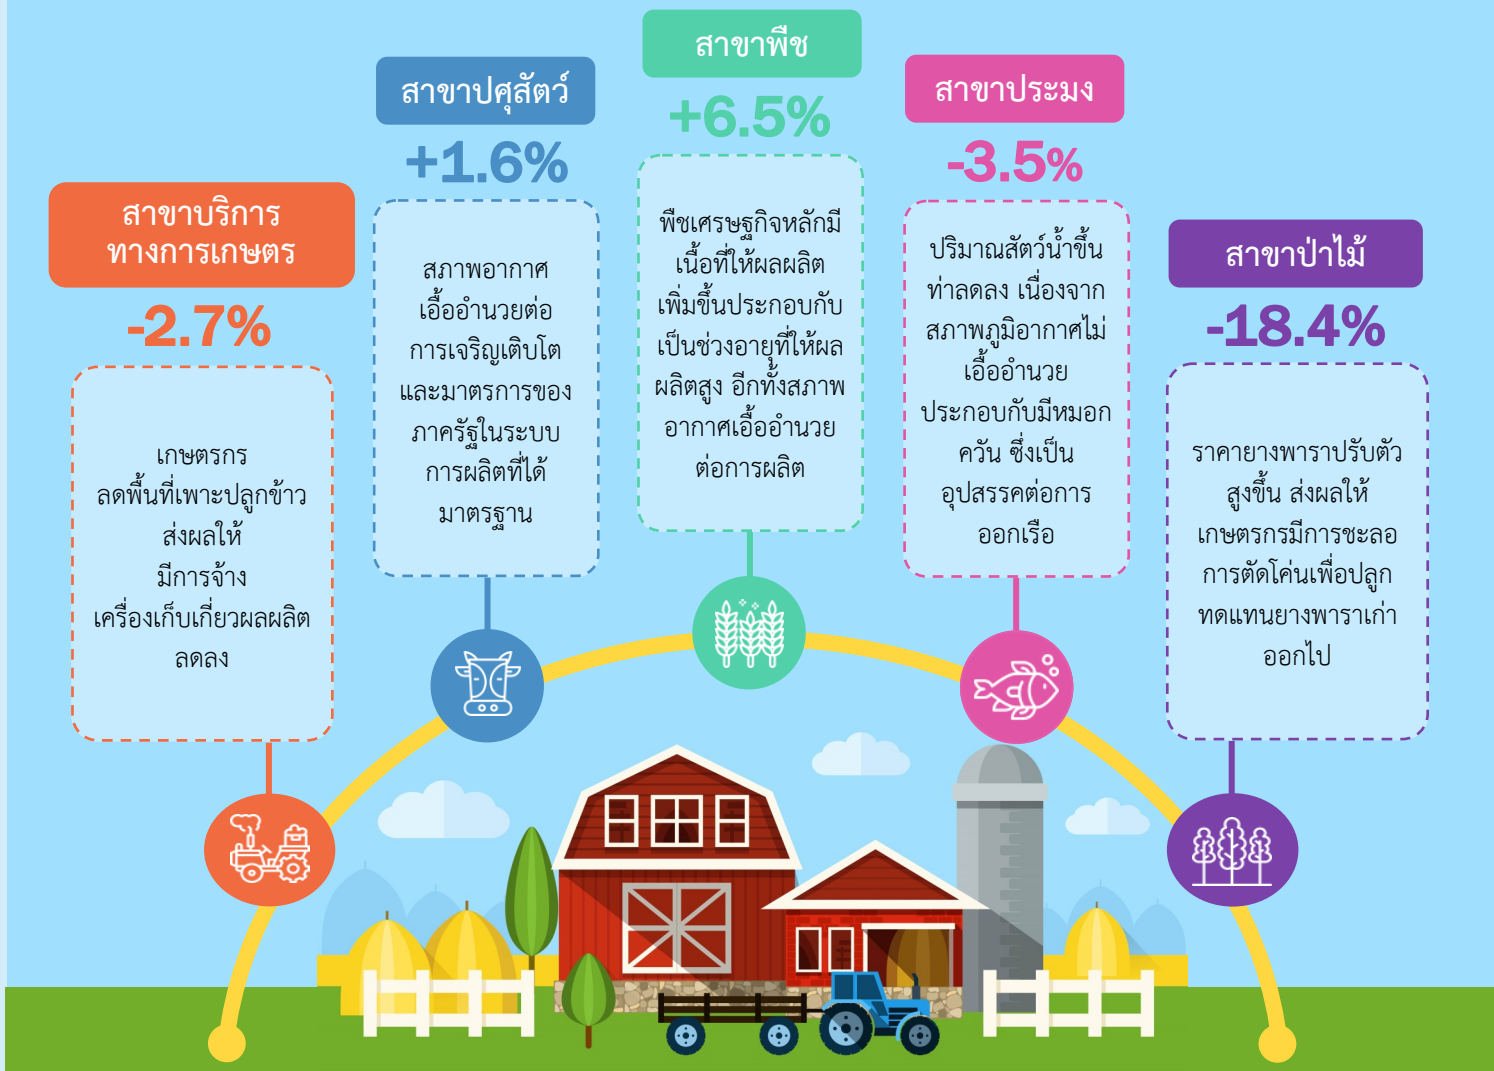 สาขาบริการ
ทางการเกษตร
-2.7%
เกษตรกร
ลดพื้นที่เพาะปลูกข้าว
ส่งผลให้
มีการจ้าง
เครื่องเก็บเกี่ยวผลผลิต
ลดลง
สาขาปศุสัตว์
+1.6%
สภาพอากาศ
เอื้ออำนวยต่อ
การเจริญเติบโต
และมาตรการของ
ภาครัฐในระบบ
การผลิตที่ได้
มาตรฐาน
สาขาพืช
+6.5%
พืชเศรษฐกิจหลักมี
เนื้อที่ให้ผลผลิต
เพิ่มขึ้นประกอบกับ
เป็นช่วงอายุที่ให้ผล
ผลิตสูง อีกทั้งสภาพ
อากาศเอื้ออำนวย
ต่อการผลิต
สาขาประมง
-3.5%
ปริมาณสัตว์น้ำขึ้น
ท่าลดลง เนื่องจาก
สภาพภูมิอากาศไม่
เอื้ออำนวย
ประกอบกับมีหมอก
ควัน ซึ่งเป็น
อุปสรรคต่อการ
ออกเรือ
สาขาป่าไม้
-18.4%
ราคายางพาราปรับตัว
สูงขึ้น ส่งผลให้
เกษตรกรมีการชะลอ
การตัดโค่นเพื่อปลูก
ทดแทนยางพาราเก่า
ออกไป